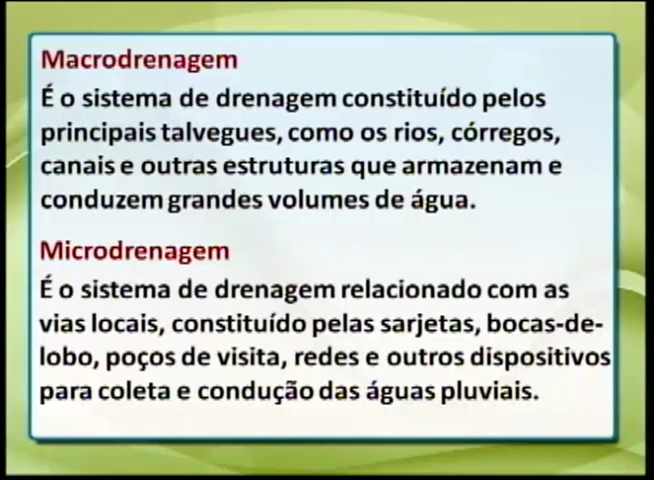 Macrodrenagem
É o sistema de drenagem constituído pelos
principais talvegues, como os rios, córregos,
canais e outras estruturas que armazenam e
conduzem grandes volumes de água.
Microdrenagem
É o sistema de drenagem relacionado com as
vias locais, constituído pelas sarjetas, bocas-de-
lobo, poços de visita, redes e outros dispositivos
para coleta e condução das águas pluviais.